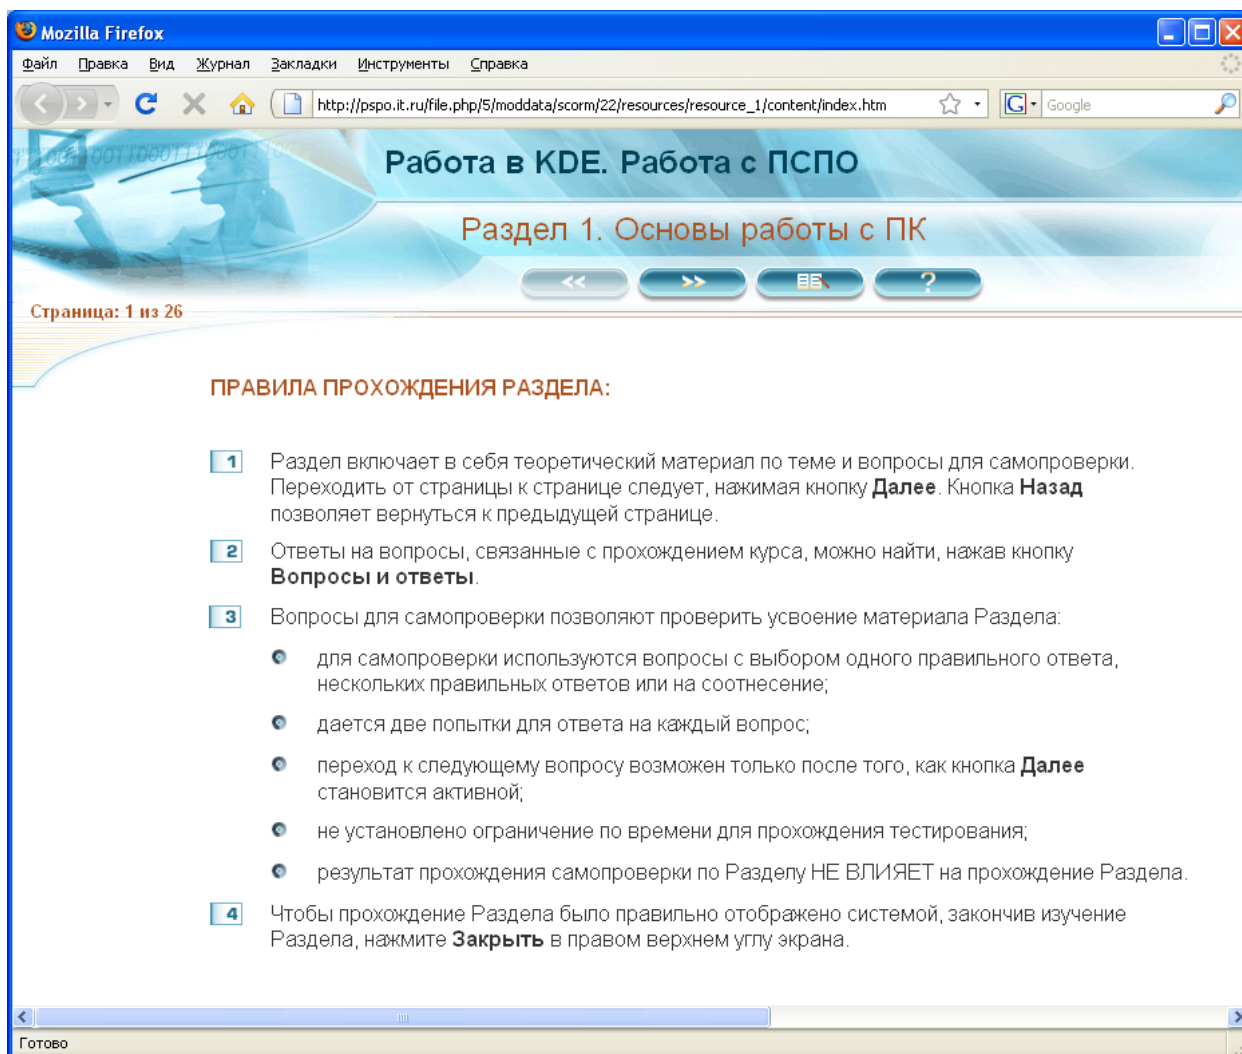 Mozilla Firefox
Файл Правка Вид Журнал Закладки Инструменты Справка
http://pspo.it.ru/file.php/5/moddata/scorm/22/resources/resource_1/content/index.htm G Google
Работа в KDE. Работа с ПСПО
Раздел 1. Основы работы с ПК
<< >> ?
Страница: 1 из 26
ПРАВИЛА ПРОХОЖДЕНИЯ РАЗДЕЛА:
1 Раздел включает в себя теоретический материал по теме и вопросы для самопроверки.
Переходить от страницы к странице следует, нажимая кнопку Далее. Кнопка Назад
позволяет вернуться к предыдущей странице.
2 Ответы на вопросы, связанные с прохождением курса, можно найти, нажав кнопку
Вопросы и ответы.
3 Вопросы для самопроверки позволяют проверить усвоение материала Раздела:
для самопроверки используются вопросы с выбором одного правильного ответа,
нескольких правильных ответов или на соотнесение;
дается две попытки для ответа на каждый вопрос;
переход к следующему вопросу возможен только после того, как кнопка Далее
становится активной;
не установлено ограничение по времени для прохождения тестирования;
результат прохождения самопроверки по Разделу НЕ ВЛИЯЕТ на прохождение Раздела.
4 Чтобы прохождение Раздела было правильно отображено системой, закончив изучение
Раздела, нажмите Закрыть в правом верхнем углу экрана.
Готово